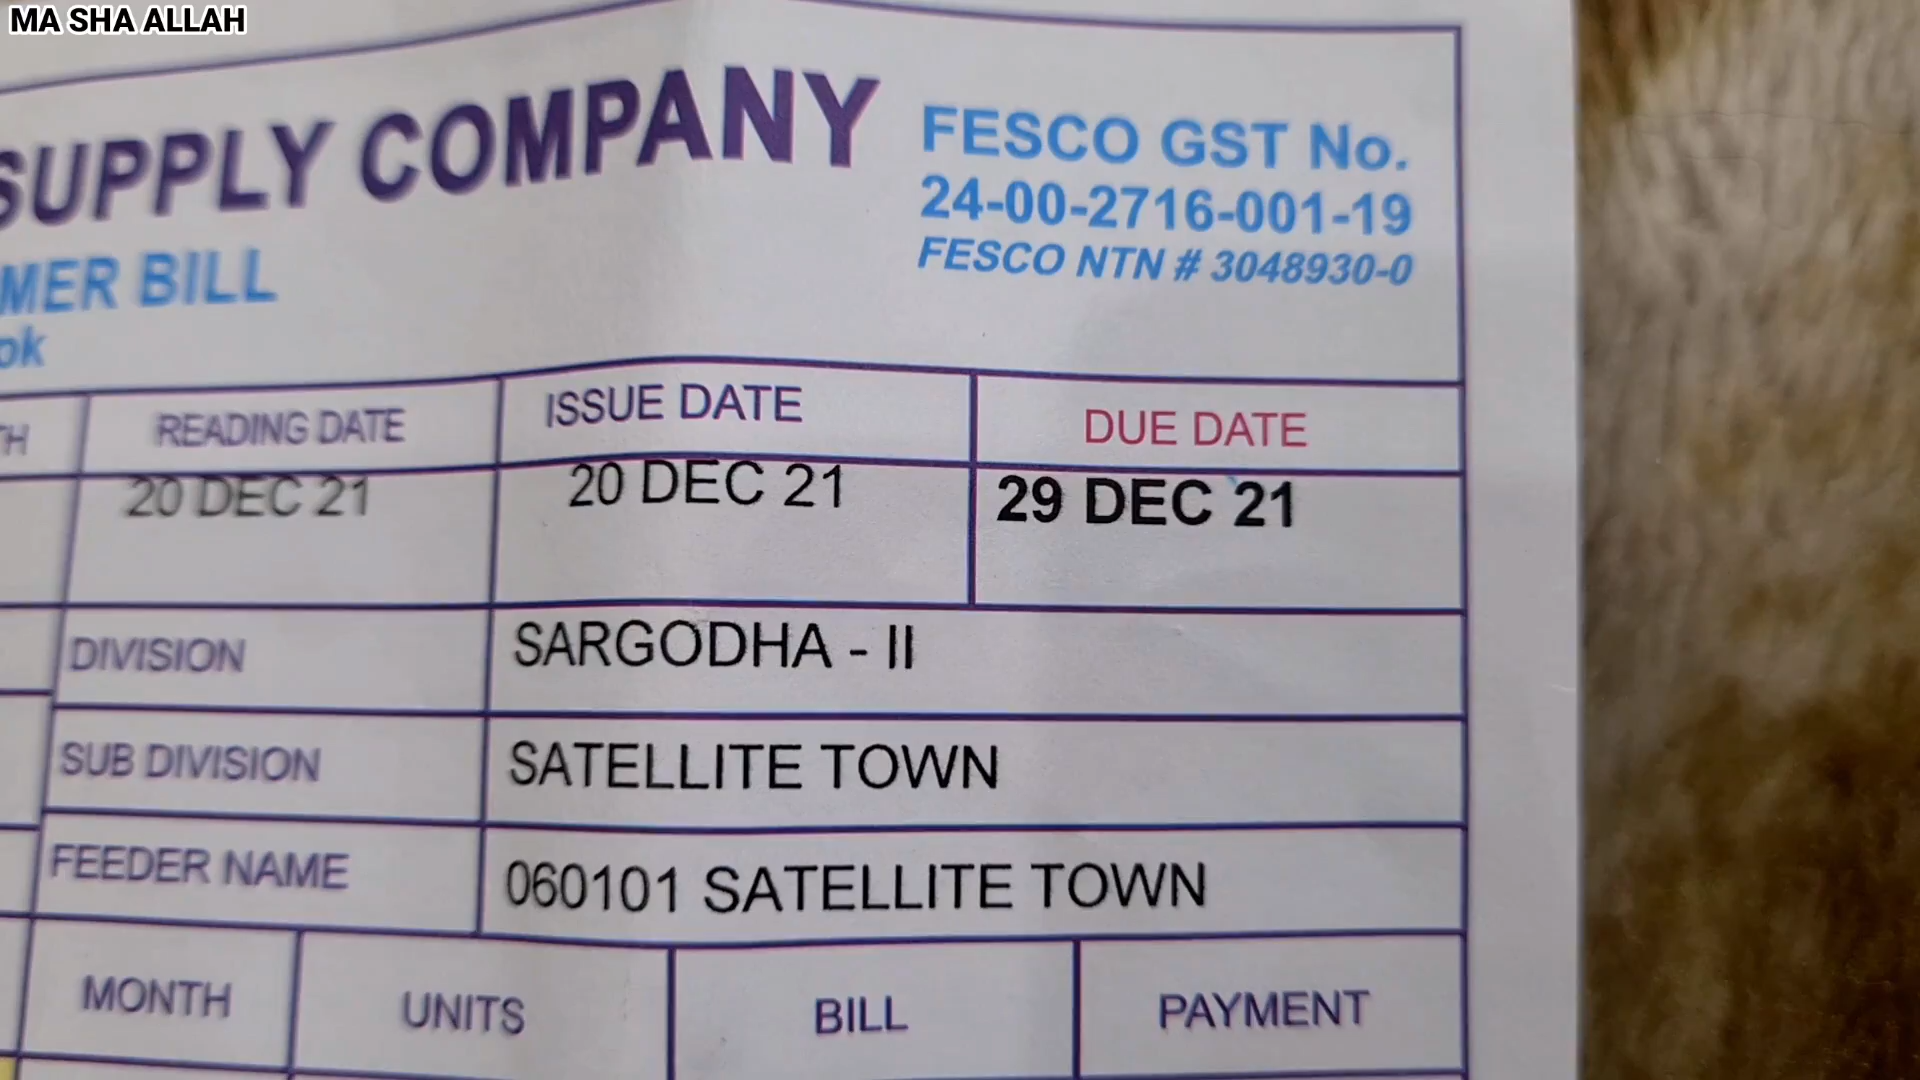 MA SHA ALLAH
SUPPLY COMPANY
FESCO GST No.
24-00-2716-001-19
FESCO NTN # 3048930-0
MER BILL
ok
TH READING DATE ISSUE DATE DUE DATE
20 DEC 21 20 DEC 21 29 DEC 21
DIVISION SARGODHA - II
SUB DIVISION SATELLITE TOWN
FEEDER NAME 060101 SATELLITE TOWN
MONTH UNITS BILL PAYMENT